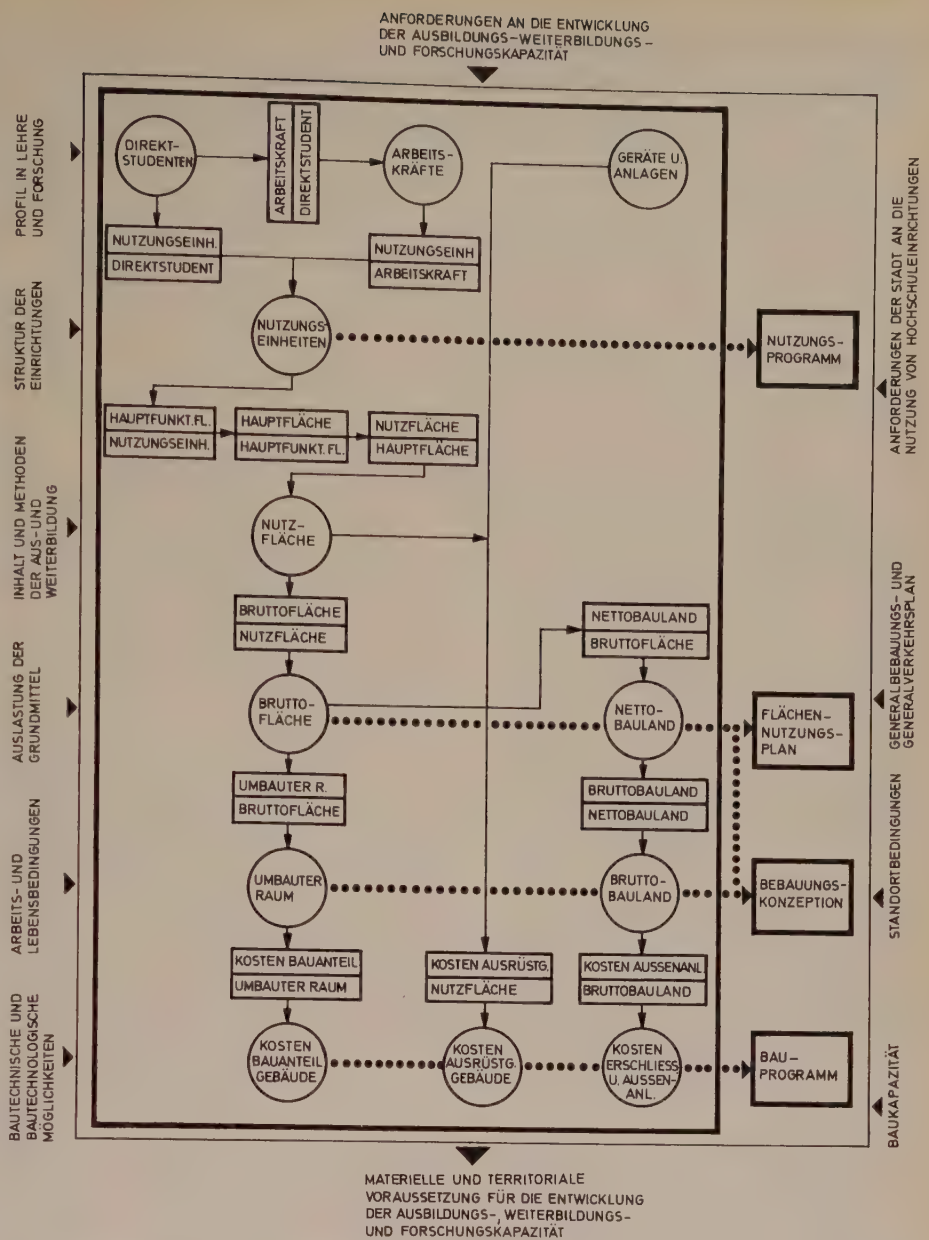 ANFORDERUNGEN AN DIE ENTWICKLUNG
DER AUSBILDUNGS-WEITERBILDUNGS-
UND FORSCHUNGSKAPAZITÄT
PROFIL IN LEHRE
UND FORSCHUNG
STRUKTUR DER
EINRICHTUNGEN
INHALT UND METHODEN
DER AUS- UND
WEITERBILDUNG
AUSLASTUNG DER
GRUNDMITTEL
ARBEITS- UND
LEBENSBEDINGUNGEN
BAUTECHNISCHE UND
BAUTECHNOLOGISCHE
MÖGLICHKEITEN
DIREKT-
STUDENTEN
ARBEITSKRAFT
DIREKTSTUDENT
ARBEITS-
KRÄFTE
GERÄTE U.
ANLAGEN
NUTZUNGSEINH.
DIREKTSTUDENT
NUTZUNGSEINH
ARBEITSKRAFT
NUTZUNGS-
EINHEITEN
NUTZUNGS-
PROGRAMM
HAUPTFUNKT.FL.
NUTZUNGSEINH.
HAUPTFLÄCHE
HAUPTFUNKT. FL.
NUTZFLÄCHE
HAUPTFLÄCHE
NUTZ-
FLÄCHE
BRUTTOFLÄCHE
NUTZFLÄCHE
NETTOBAULAND
BRUTTOFLÄCHE
BRUTTO-
FLÄCHE
NETTO-
BAULAND
FLÄCHEN-
NUTZUNGS-
PLAN
UMBAUTER R.
BRUTTOFLÄCHE
BRUTTOBAULAND
NETTOBAULAND
UMBAUTER
RAUM
BRUTTO-
BAULAND
BEBAUUNGS-
KONZEPTION
KOSTEN BAUANTEIL
UMBAUTER RAUM
KOSTEN AUSRÜSTG.
NUTZFLÄCHE
KOSTEN AUSSENANL.
BRUTTOBAULAND
KOSTEN
BAUANTEIL
GEBÄUDE
KOSTEN
AUSRÜSTG.
GEBÄUDE
KOSTEN
ERSCHLIESS
U. AUSSEN-
ANL.
BAU-
PROGRAMM
ANFORDERUNGEN DER STADT AN DIE
NUTZUNG VON HOCHSCHULEINRICHTUNGEN
GENERALBEBAUUNGS- UND
GENERALVERKEHRSPLAN
STANDORTBEDINGUNGEN
BAUKAPAZITÄT
MATERIELLE UND TERRITORIALE
VORAUSSETZUNG FÜR DIE ENTWICKLUNG
DER AUSBILDUNGS-, WEITERBILDUNGS-
UND FORSCHUNGSKAPAZITÄT